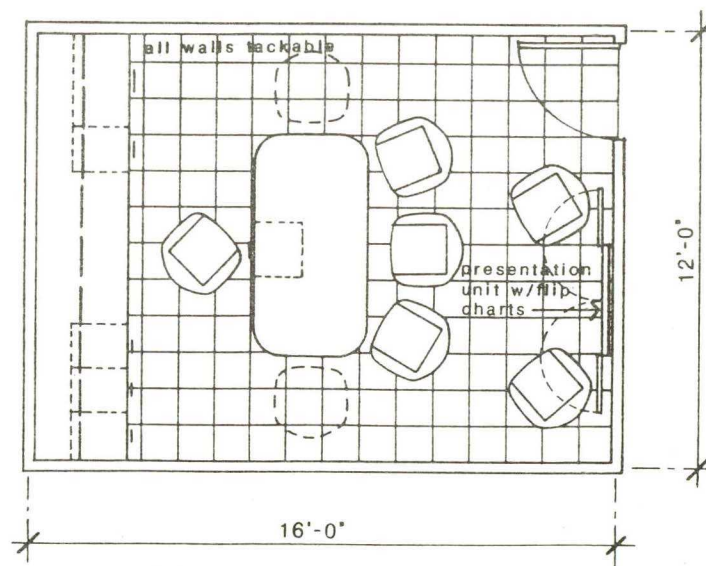 all walls tackable
presentation
unit w/flip
charts
12'-0"
16'-0"